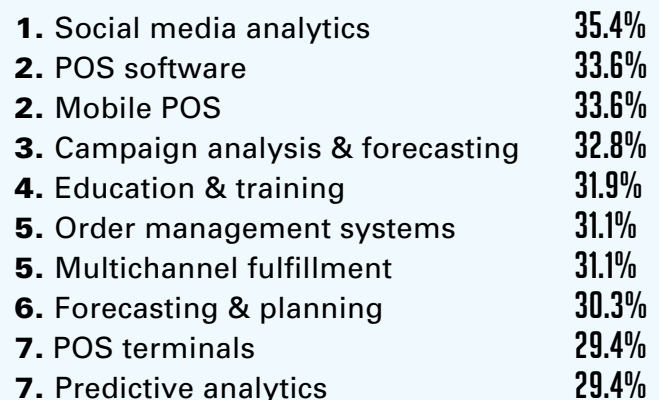 1. Social media analytics 35.4%
2. POS software 33.6%
2. Mobile POS 33.6%
3. Campaign analysis & forecasting 32.8%
4. Education & training 31.9%
5. Order management systems 31.1%
5. Multichannel fulfillment 31.1%
6. Forecasting & planning 30.3%
7. POS terminals 29.4%
7. Predictive analytics 29.4%